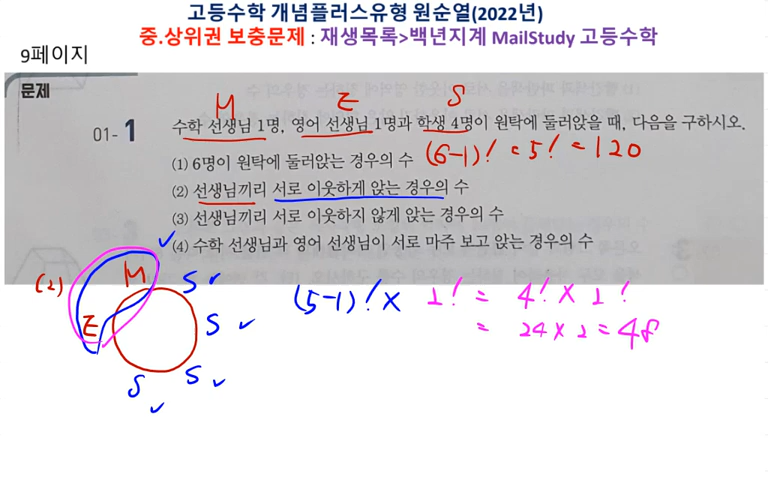 고등수학 개념플러스유형 원순열(2022년)
중.상위권 보충문제 : 재생목록>백년지계 MailStudy 고등수학
9페이지
문제
M E S
01-1 수학 선생님 1명, 영어 선생님 1명과 학생 4명이 원탁에 둘러앉을 때, 다음을 구하시오.
(1) 6명이 원탁에 둘러앉는 경우의 수 (6-1)! = 5! = 120
(2) 선생님끼리 서로 이웃하게 앉는 경우의 수
(3) 선생님끼리 서로 이웃하지 않게 앉는 경우의 수
(4) 수학 선생님과 영어 선생님이 서로 마주 보고 앉는 경우의 수
(2) M S
E S
S S
(5-1)! × 2! = 4! × 2!
= 24 × 2 = 48